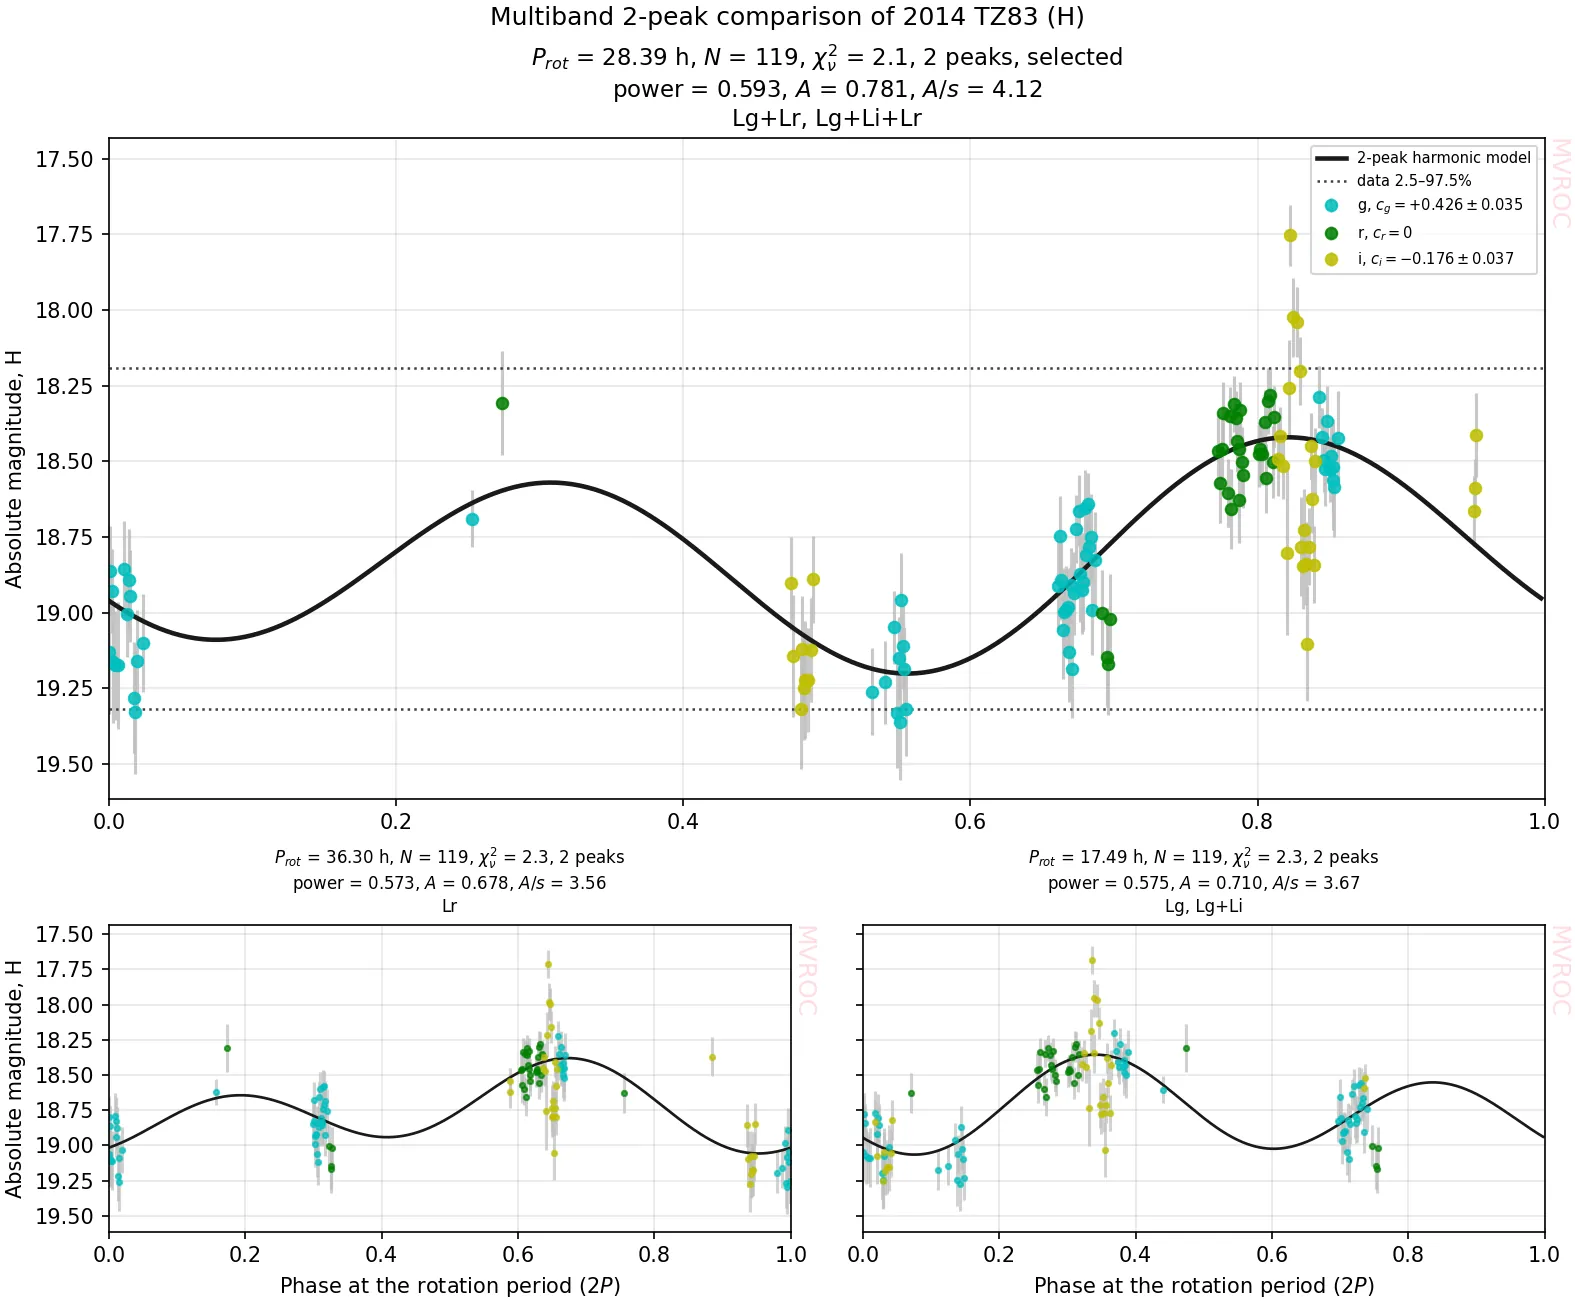 Multiband 2-peak comparison of 2014 TZ83 (H)
P_rot = 28.39 h, N = 119, χ²_ν = 2.1, 2 peaks, selected
power = 0.593, A = 0.781, A/s = 4.12
Lg+Lr, Lg+Li+Lr
17.50
17.75
18.00
18.25
18.50
18.75
19.00
19.25
19.50
Absolute magnitude, H
2-peak harmonic model
data 2.5–97.5%
g, c_g = +0.426 ± 0.035
r, c_r = 0
i, c_i = −0.176 ± 0.037
MVROC
0.0 0.2 0.4 0.6 0.8 1.0
P_rot = 36.30 h, N = 119, χ²_ν = 2.3, 2 peaks
power = 0.573, A = 0.678, A/s = 3.56
Lr
17.50
17.75
18.00
18.25
18.50
18.75
19.00
19.25
19.50
Absolute magnitude, H
MVROC
0.0 0.2 0.4 0.6 0.8 1.0
Phase at the rotation period (2P)
P_rot = 17.49 h, N = 119, χ²_ν = 2.3, 2 peaks
power = 0.575, A = 0.710, A/s = 3.67
Lg, Lg+Li
MVROC
0.0 0.2 0.4 0.6 0.8 1.0
Phase at the rotation period (2P)